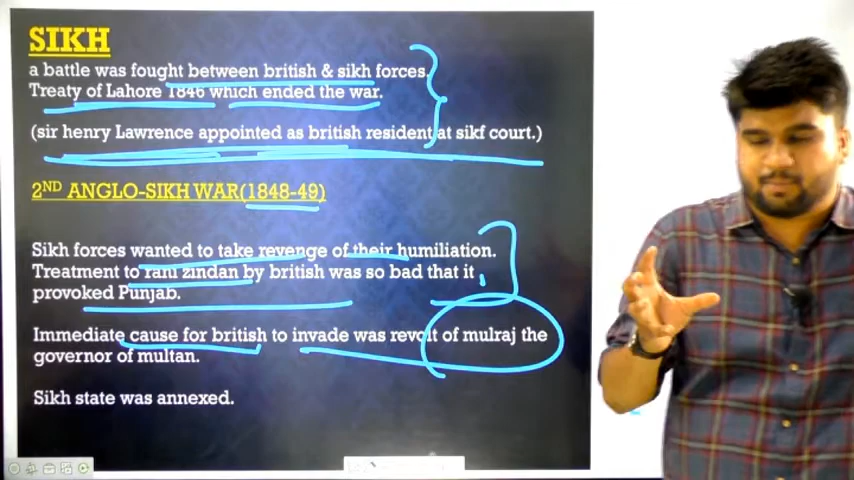 SIKH
a battle was fought between british & sikh forces.
Treaty of Lahore 1846 which ended the war.
(sir henry Lawrence appointed as british resident at sikf court.)
2ND ANGLO-SIKH WAR(1848-49)
Sikh forces wanted to take revenge of their humiliation.
Treatment to rani zindan by british was so bad that it
provoked Punjab.
Immediate cause for british to invade was revolt of mulraj the
governor of multan.
Sikh state was annexed.